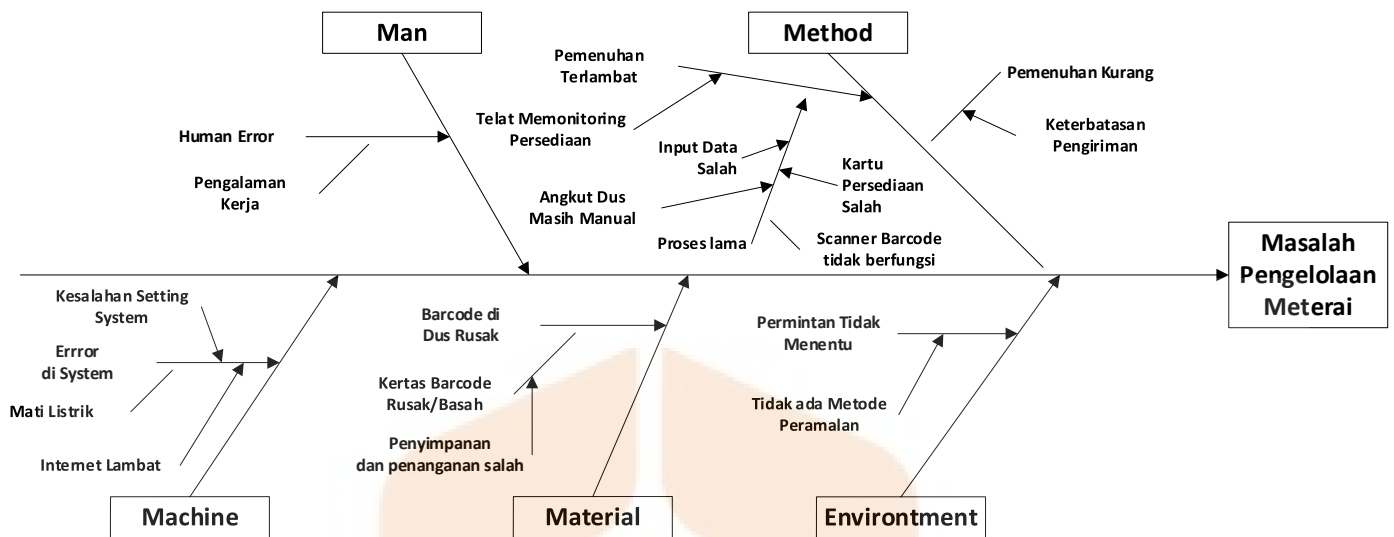 Man
Method
Pemenuhan
Terlambat
Pemenuhan Kurang
Telat Memonitoring
Persediaan
Keterbatasan
Pengiriman
Human Error
Input Data
Salah
Kartu
Persediaan
Salah
Pengalaman
Kerja
Angkut Dus
Masih Manual
Proses lama
Scanner Barcode
tidak berfungsi
Masalah
Pengelolaan
Meterai
Kesalahan Setting
System
Barcode di
Dus Rusak
Permintan Tidak
Menentu
Errror
di System
Kertas Barcode
Rusak/Basah
Mati Listrik
Tidak ada Metode
Peramalan
Penyimpanan
dan penanganan salah
Internet Lambat
Machine
Material
Environtment